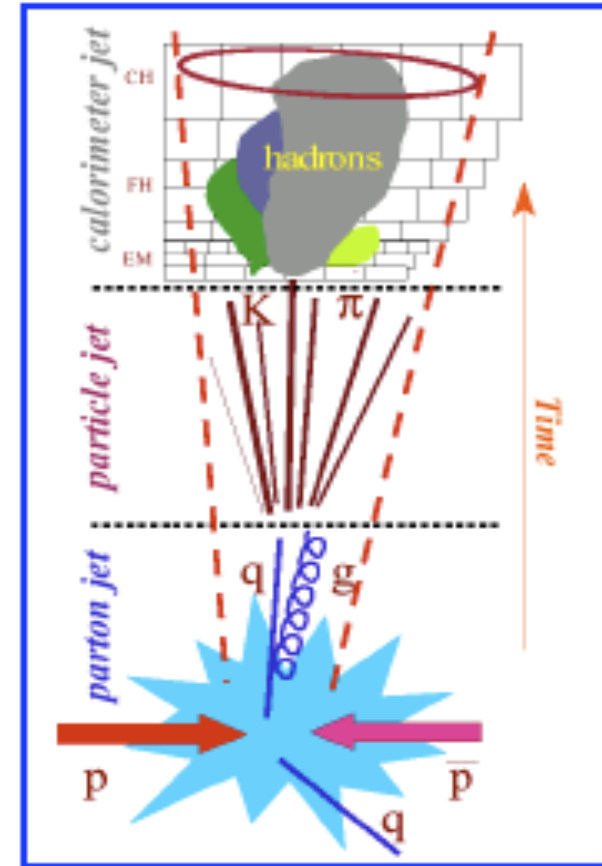 calorimeter jet
CH
hadrons
FH
EM
K
π
particle jet
Time
q
g
parton jet
p
p̅
q